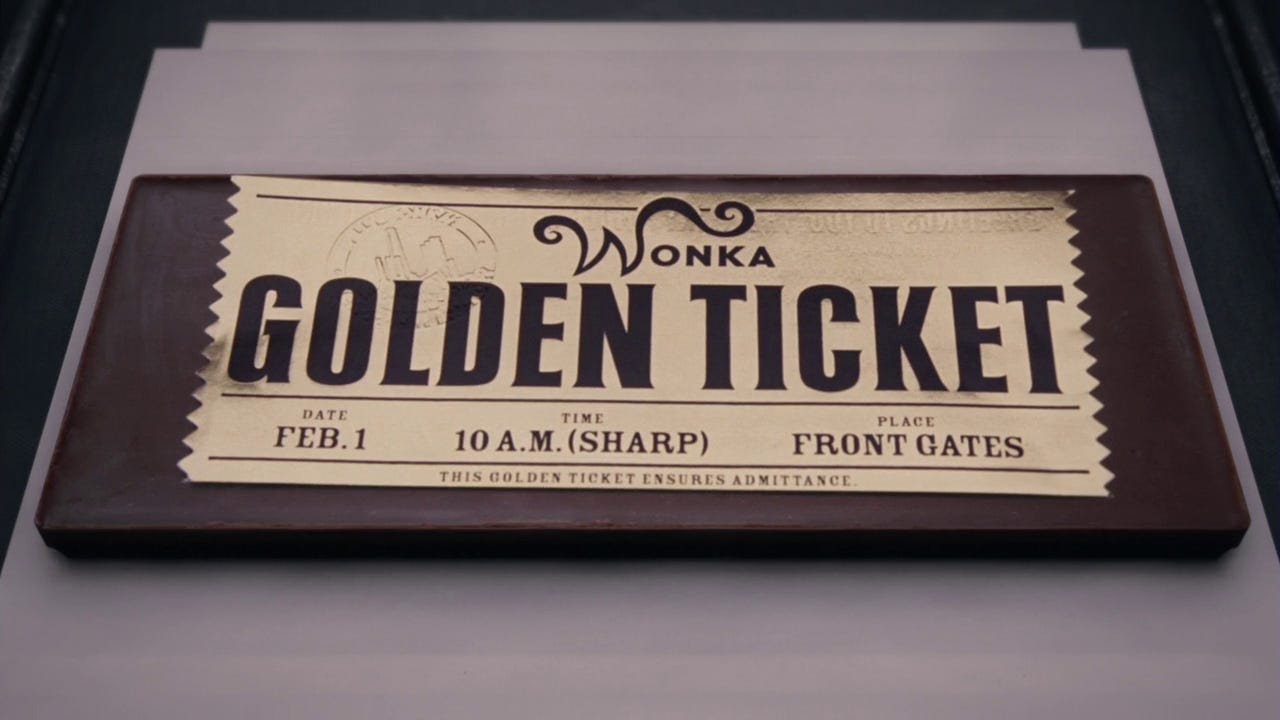 WONKA
GOLDEN TICKET
DATE TIME PLACE
FEB. 1 10 A.M. (SHARP) FRONT GATES
THIS GOLDEN TICKET ENSURES ADMITTANCE.